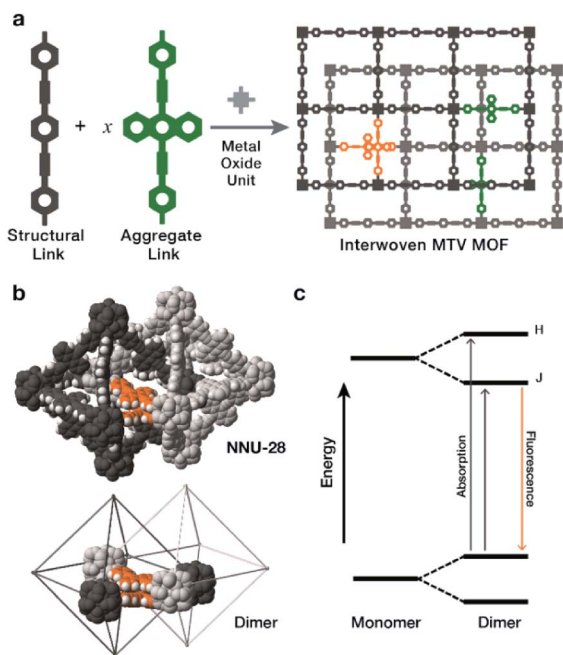 a
+ x
Metal
Oxide
Unit
Structural
Link
Aggregate
Link
Interwoven MTV MOF
b
NNU-28
Dimer
c
H
J
Energy
Absorption
Fluorescence
Monomer
Dimer